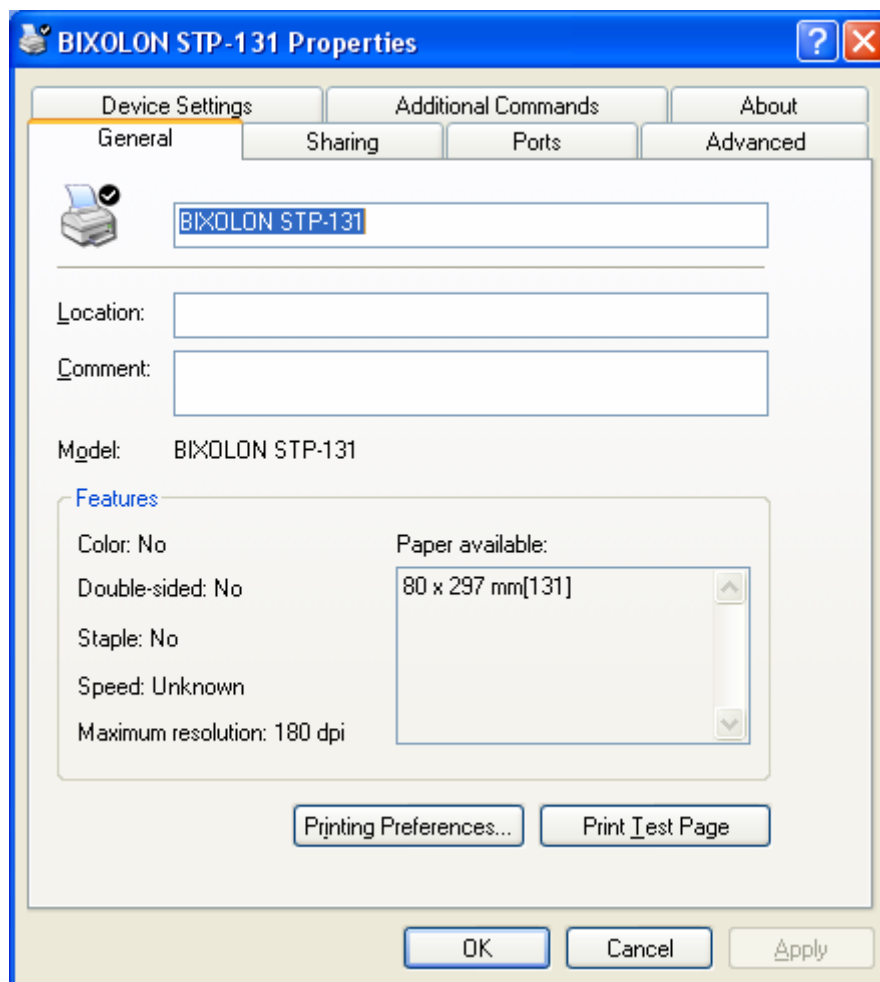 BIXOLON STP-131 Properties
Device Settings Additional Commands About
General Sharing Ports Advanced
BIXOLON STP-131
Location:
Comment:
Model: BIXOLON STP-131
Features
Color: No Paper available:
Double-sided: No 80 x 297 mm[131]
Staple: No
Speed: Unknown
Maximum resolution: 180 dpi
Printing Preferences... Print Test Page
OK Cancel Apply